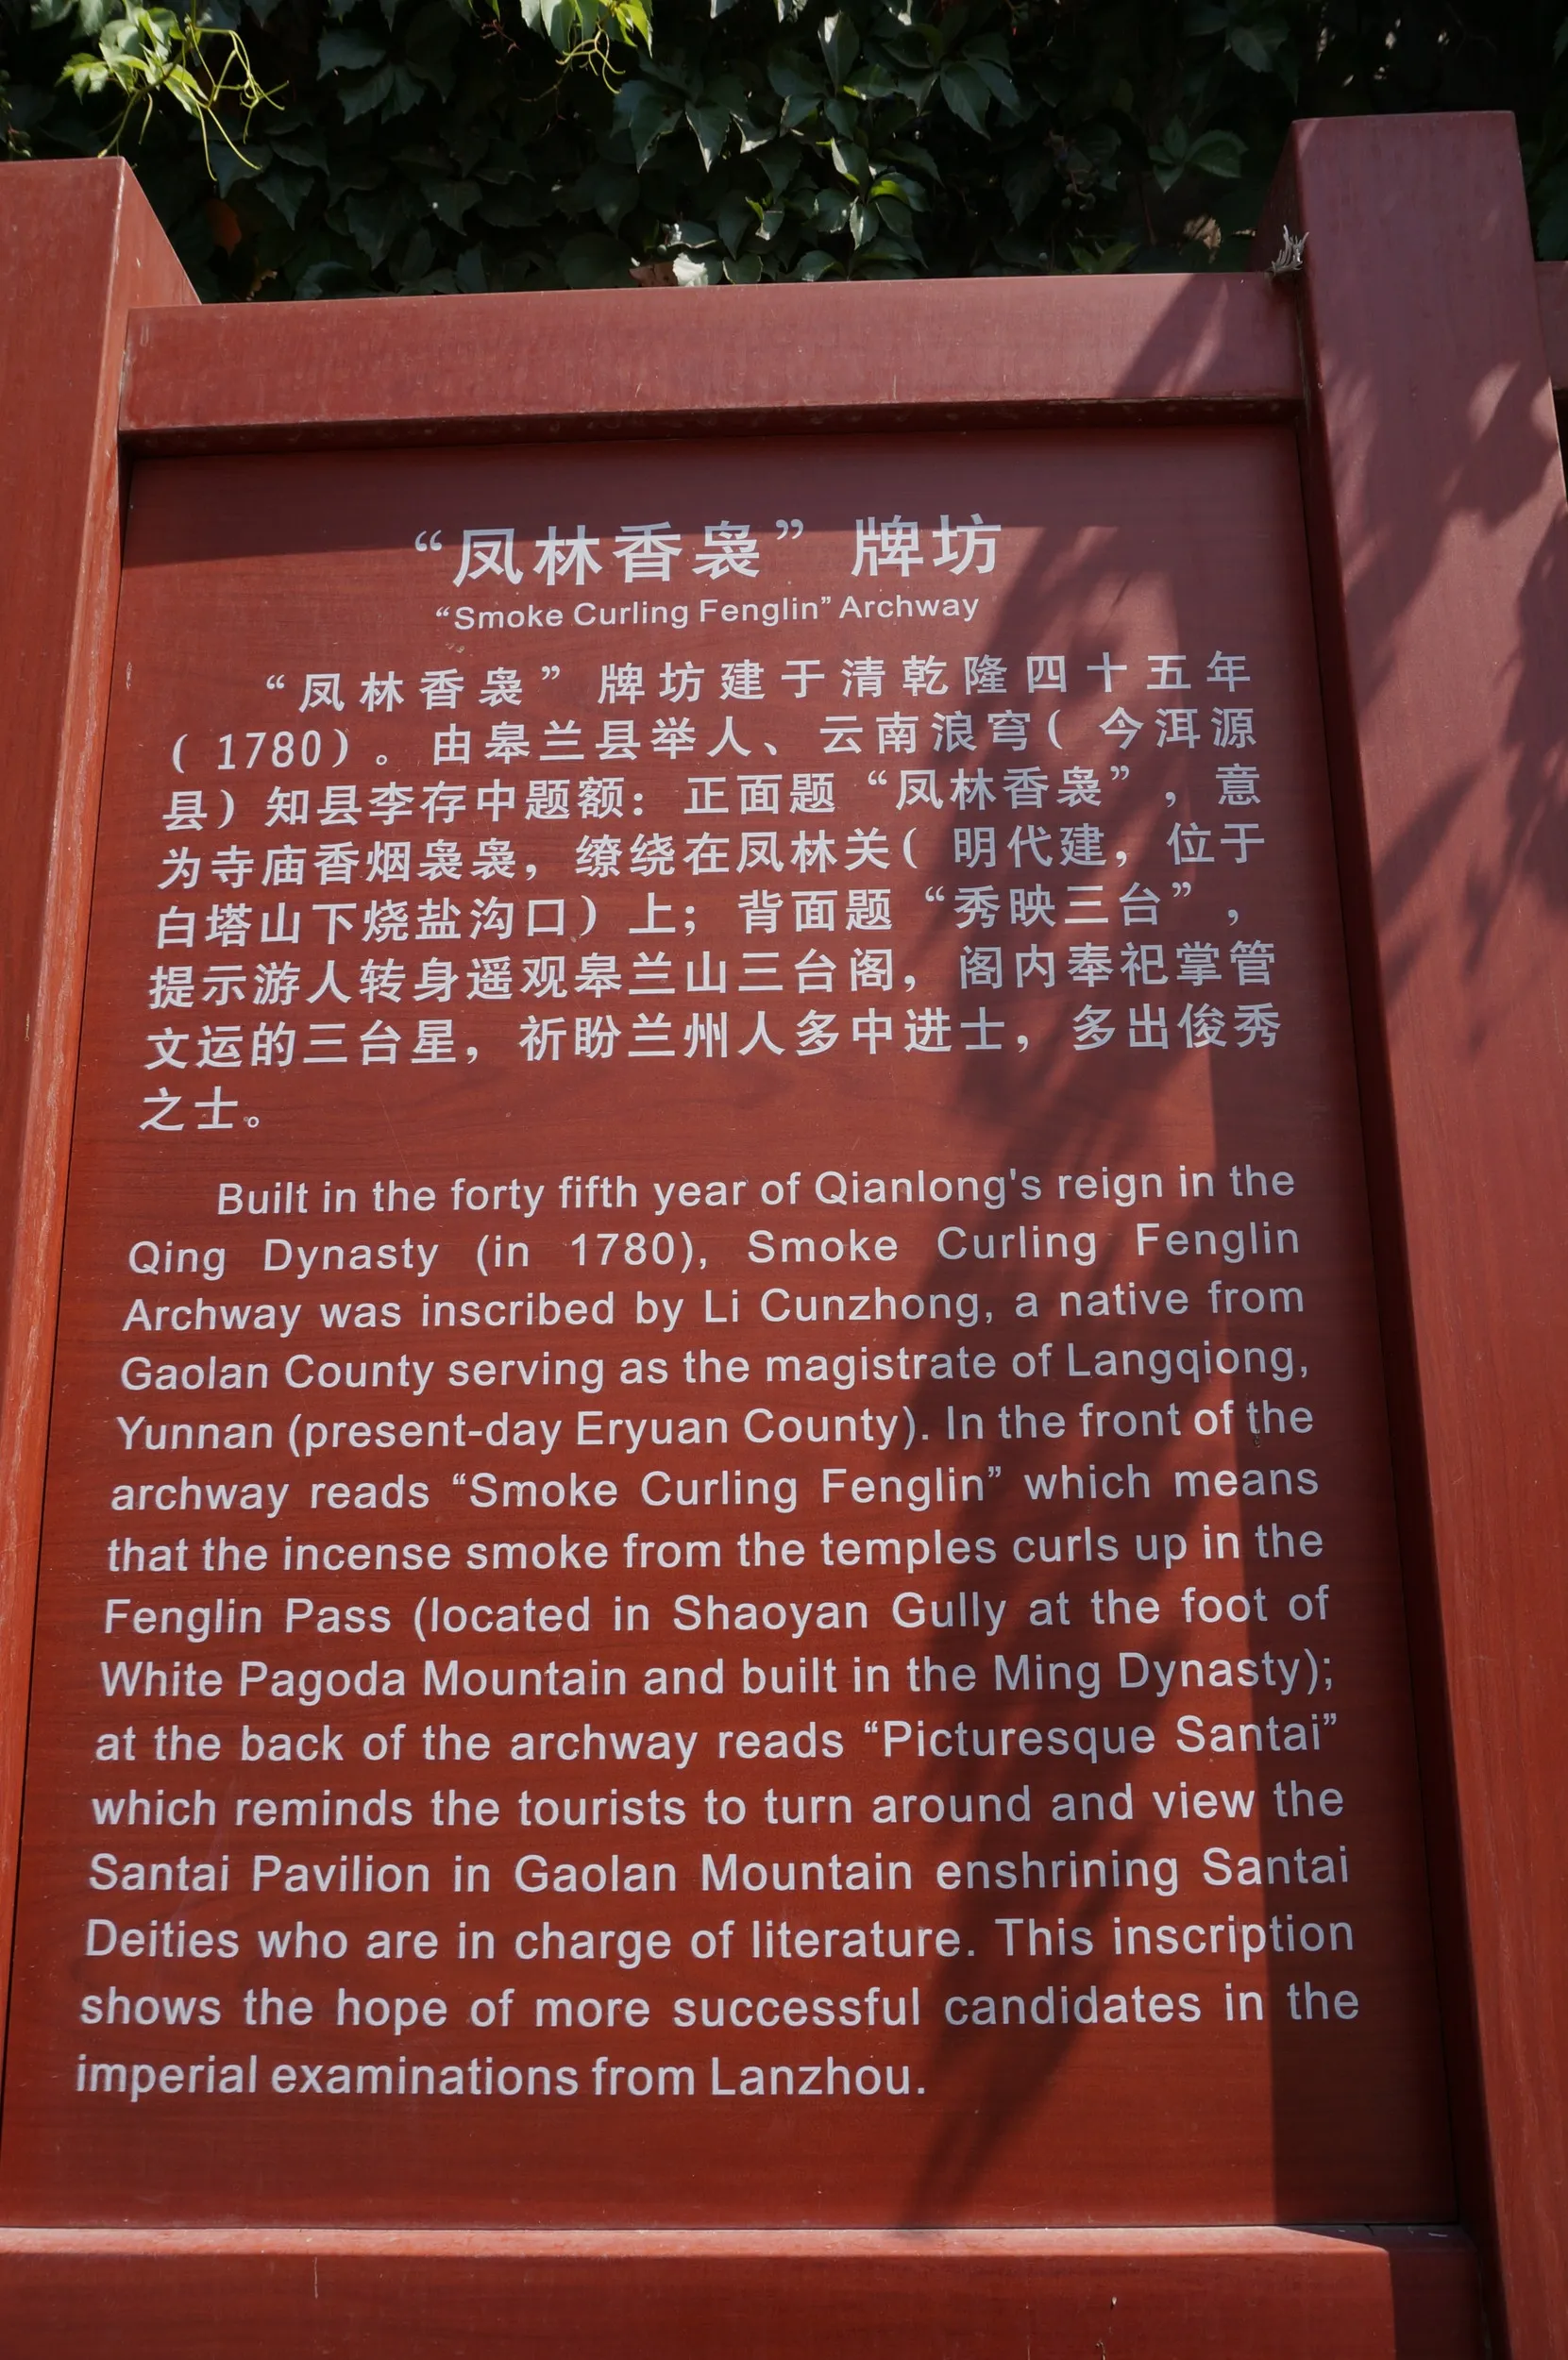 “凤林香袅” 牌坊
“Smoke Curling Fenglin” Archway
“凤林香袅” 牌坊建于清乾隆四十五年
（1780）。由皋兰县举人、云南浪穹（今洱源
县）知县李存中题额：正面题“凤林香袅”，意
为寺庙香烟袅袅，缭绕在凤林关（明代建，位于
白塔山下烧盐沟口）上；背面题“秀映三台”，
提示游人转身遥观皋兰山三台阁，阁内奉祀掌管
文运的三台星，祈盼兰州人多中进士，多出俊秀
之士。
Built in the forty fifth year of Qianlong's reign in the
Qing Dynasty (in 1780), Smoke Curling Fenglin
Archway was inscribed by Li Cunzhong, a native from
Gaolan County serving as the magistrate of Langqiong,
Yunnan (present-day Eryuan County). In the front of the
archway reads “Smoke Curling Fenglin” which means
that the incense smoke from the temples curls up in the
Fenglin Pass (located in Shaoyan Gully at the foot of
White Pagoda Mountain and built in the Ming Dynasty);
at the back of the archway reads “Picturesque Santai”
which reminds the tourists to turn around and view the
Santai Pavilion in Gaolan Mountain enshrining Santai
Deities who are in charge of literature. This inscription
shows the hope of more successful candidates in the
imperial examinations from Lanzhou.